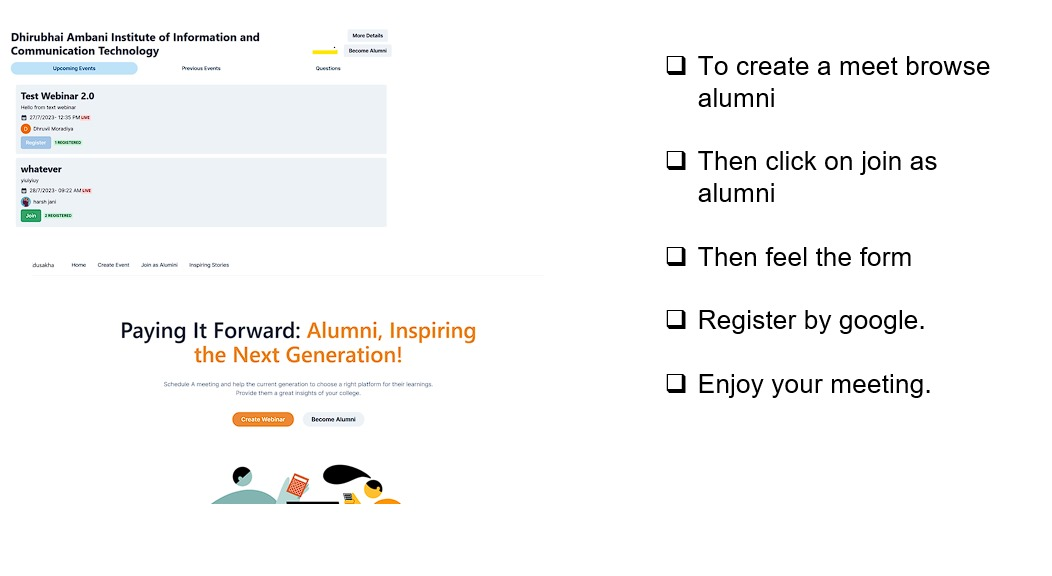 Dhirubhai Ambani Institute of Information and
Communication Technology
More Details
Become Alumni
Upcoming Events
Previous Events
Questions
Test Webinar 2.0
Hello from text webinar
27/7/2023- 12:35 PM LIVE
D Dhruvil Moradiya
Register 1 REGISTERED
whatever
yiuiyiuy
28/7/2023- 09:22 AM LIVE
harsh jani
Join 2 REGISTERED
dusakha Home Create Event Join as Alumini Inspiring Stories
Paying It Forward: Alumni, Inspiring
the Next Generation!
Schedule A meeting and help the current generation to choose a right platform for their learnings.
Provide them a great insights of your college.
Create Webinar Become Alumni
To create a meet browse
alumni
Then click on join as
alumni
Then feel the form
Register by google.
Enjoy your meeting.